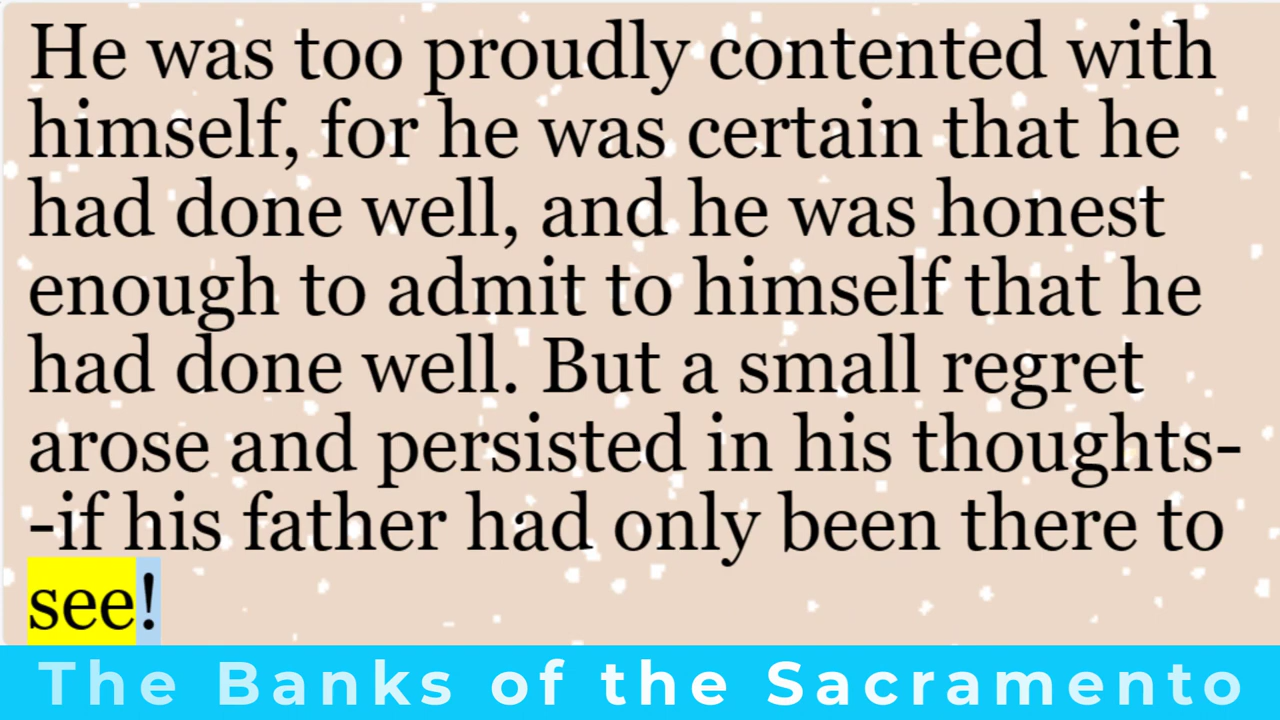 He was too proudly contented with
himself, for he was certain that he
had done well, and he was honest
enough to admit to himself that he
had done well. But a small regret
arose and persisted in his thoughts-
-if his father had only been there to
see!
The Banks of the Sacramento